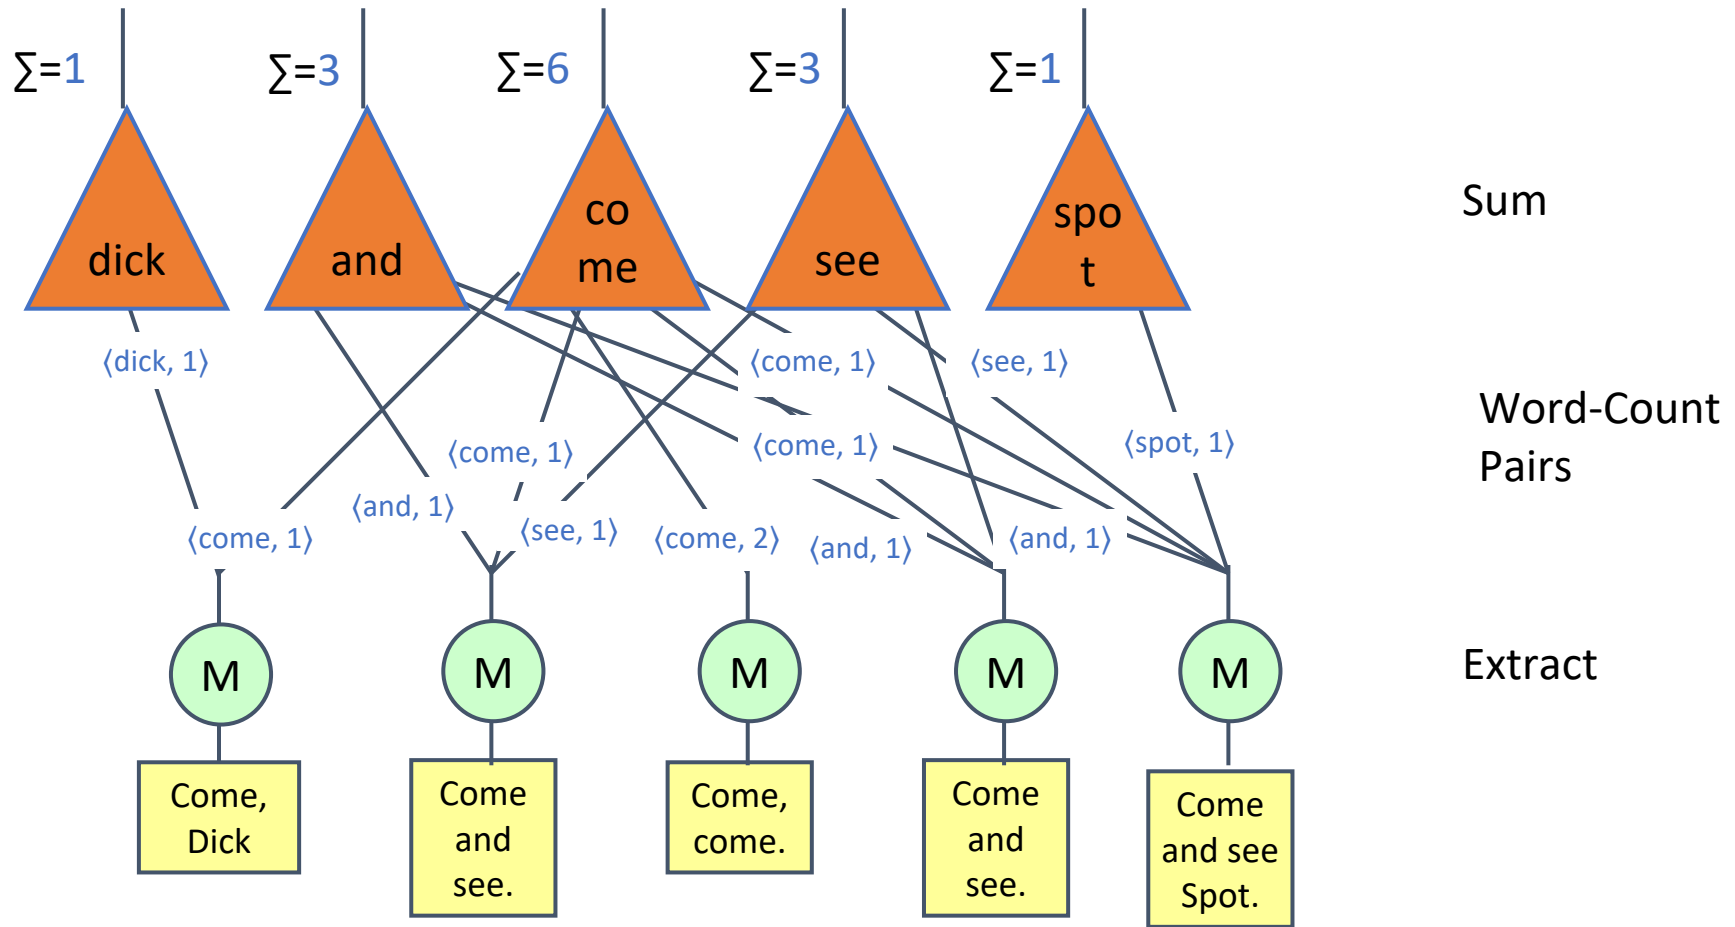 ∑=1
∑=3
∑=6
∑=3
∑=1
dick
and
co
me
see
spo
t
Sum
⟨dick, 1⟩
⟨come, 1⟩
⟨see, 1⟩
Word-Count
Pairs
⟨come, 1⟩
⟨come, 1⟩
⟨spot, 1⟩
⟨and, 1⟩
⟨come, 1⟩
⟨see, 1⟩
⟨come, 2⟩
⟨and, 1⟩
⟨and, 1⟩
M
M
M
M
M
Extract
Come,
Dick
Come
and
see.
Come,
come.
Come
and
see.
Come
and see
Spot.